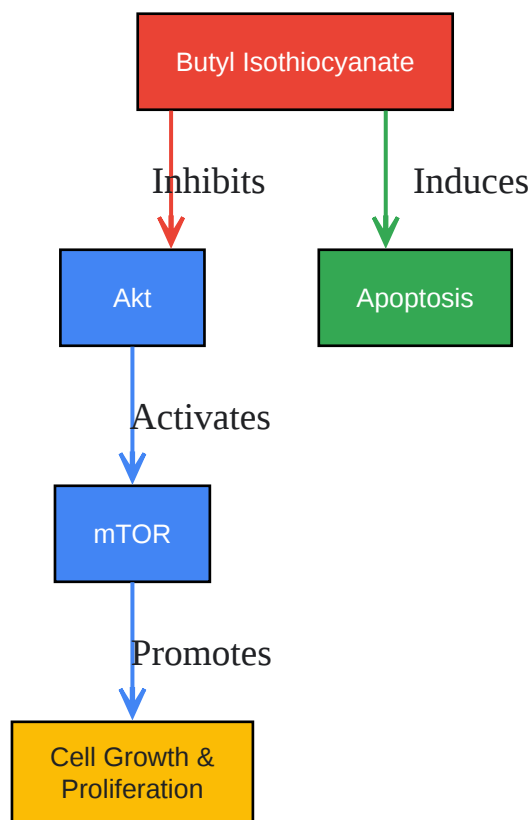 Butyl Isothiocyanate
Inhibits
Induces
Akt
Apoptosis
Activates
mTOR
Promotes
Cell Growth &
Proliferation